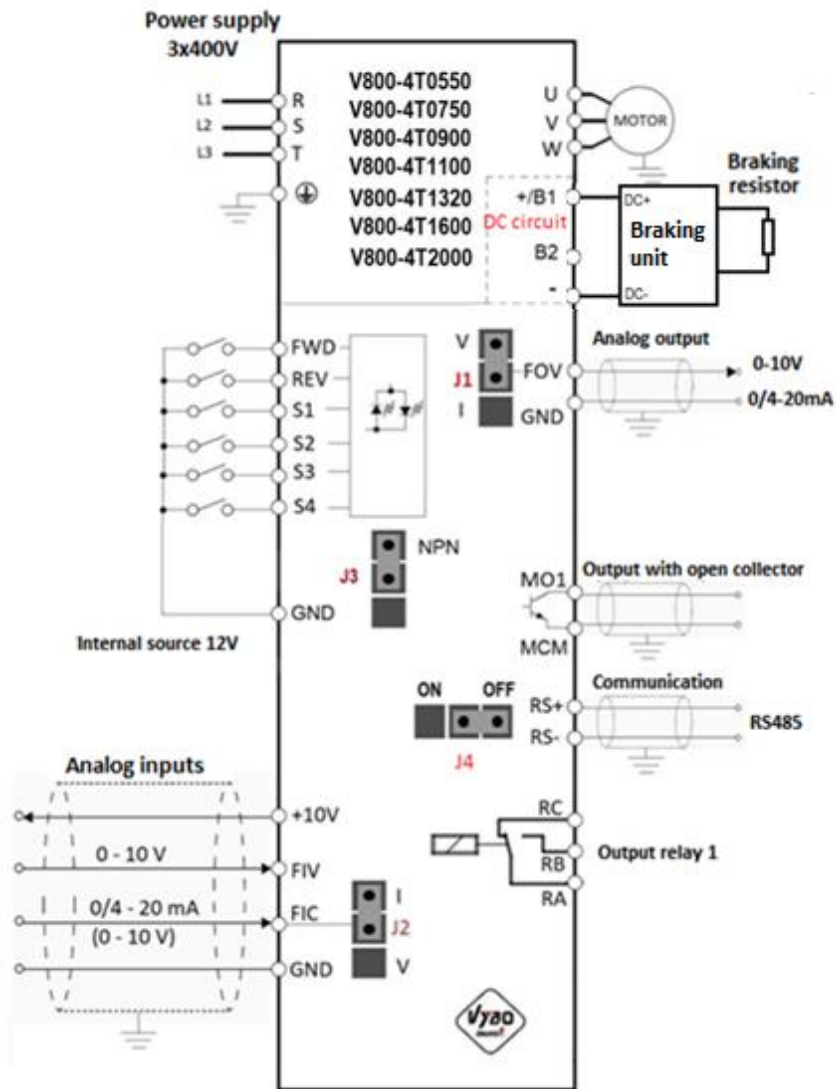 Power supply
3x400V
L1
R
L2
S
L3
T
V800-4T0550
V800-4T0750
V800-4T0900
V800-4T1100
V800-4T1320
V800-4T1600
V800-4T2000
U
V
W
MOTOR
+/B1
DC circuit
B2
-
DC+
Braking
unit
DC-
Braking
resistor
FWD
REV
S1
S2
S3
S4
GND
Internal source 12V
V
J1
I
FOV
GND
Analog output
0-10V
0/4-20mA
NPN
J3
MO1
MCM
Output with open collector
ON
OFF
J4
RS+
RS-
Communication
RS485
Analog inputs
+10V
0 - 10 V
FIV
0/4 - 20 mA
(0 - 10 V)
FIC
GND
I
J2
V
RC
RB
RA
Output relay 1
Vybo